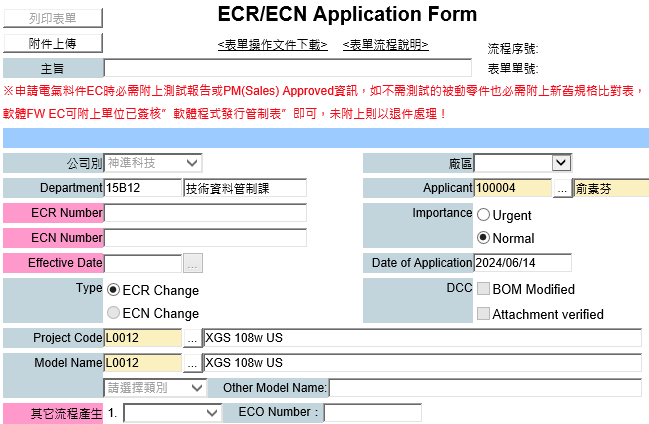 列印表單
ECR/ECN Application Form
附件上傳
<表單操作文件下載> <表單流程說明> 流程序號:
主旨 表單單號:
※申請電氣料件EC時必需附上測試報告或PM(Sales) Approved資訊，如不需測試的被動零件也必需附上新舊規格比對表，
軟體FW EC可附上單位已簽核”軟體程式發行管制表”即可，未附上則以退件處理！
公司別 神準科技 廠區
Department 15B12 技術資料管制課 Applicant 100004 ... 俞素芬
ECR Number Importance Urgent
ECN Number Normal
Effective Date ... Date of Application 2024/06/14
Type ECR Change DCC BOM Modified
ECN Change Attachment verified
Project Code L0012 ... XGS 108w US
Model Name L0012 ... XGS 108w US
請選擇類別 Other Model Name:
其它流程產生 1. ECO Number：